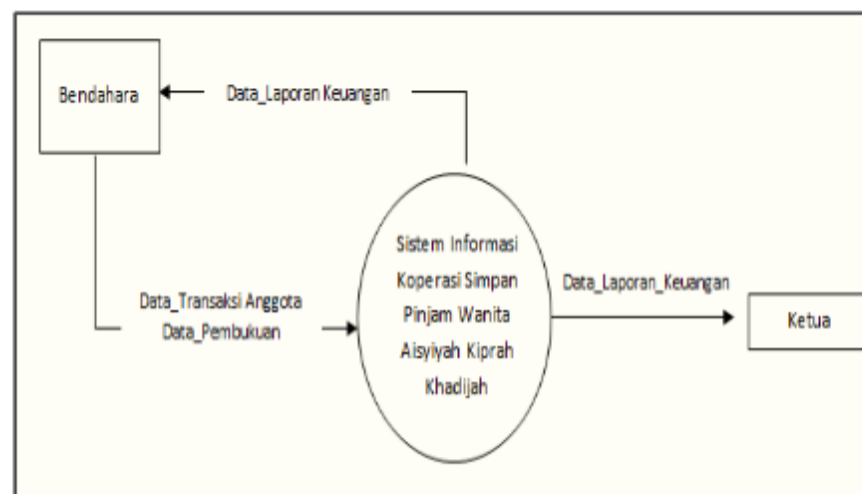 Bendahara
Data_Laporan Keuangan
Sistem Informasi
Koperasi Simpan
Pinjam Wanita
Aisyiyah Kiprah
Khadijah
Data_Transaksi Anggota
Data_Pembukuan
Data_Laporan_Keuangan
Ketua